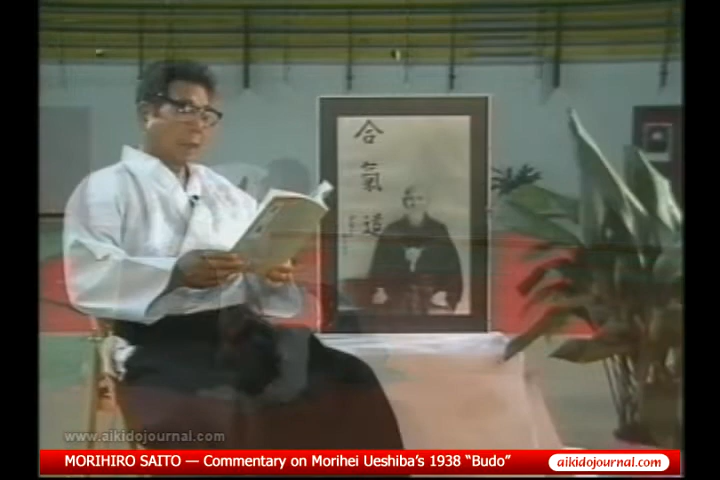 合
氣
道
www.aikidojournal.com
MORIHIRO SAITO — Commentary on Morihei Ueshiba's 1938 “Budo”
aikidojournal.com